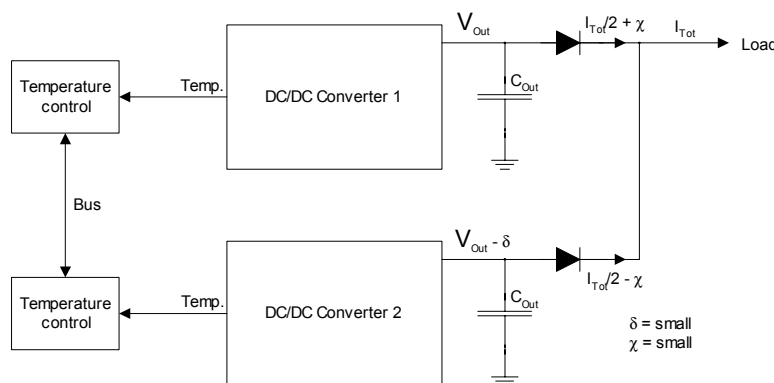 V_Out
I_Tot/2 + χ
I_Tot
Load
Temperature
control
Temp.
DC/DC Converter 1
C_Out
Bus
V_Out - δ
Temperature
control
Temp.
DC/DC Converter 2
C_Out
I_Tot/2 - χ
δ = small
χ = small